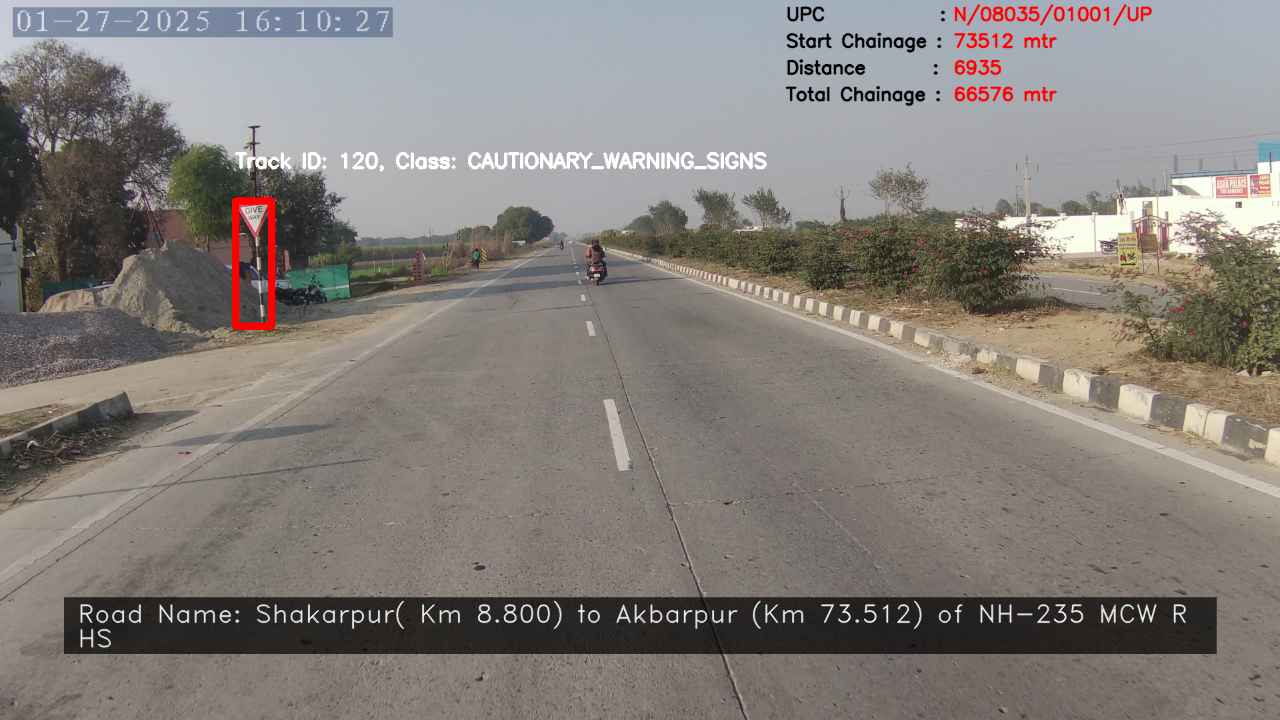 01-27-2025 16:10:27
UPC : N/08035/01001/UP
Start Chainage : 73512 mtr
Distance : 6935
Total Chainage : 66576 mtr
Track ID: 120, Class: CAUTIONARY_WARNING_SIGNS
GIVE
WAY
Road Name: Shakarpur( Km 8.800) to Akbarpur (Km 73.512) of NH-235 MCW R
HS